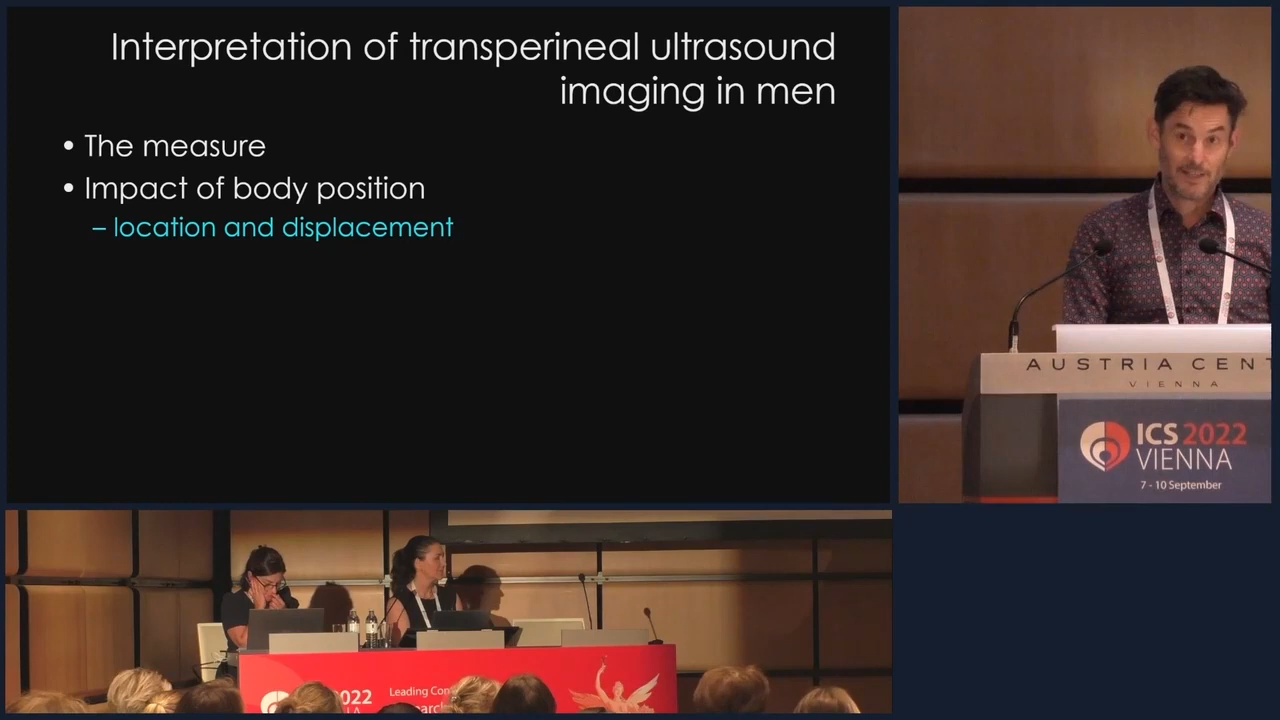 Interpretation of transperineal ultrasound
imaging in men
• The measure
• Impact of body position
– location and displacement
AUSTRIA CENT
VIENNA
ICS 2022
VIENNA
7 - 10 September
2022
Leading Con